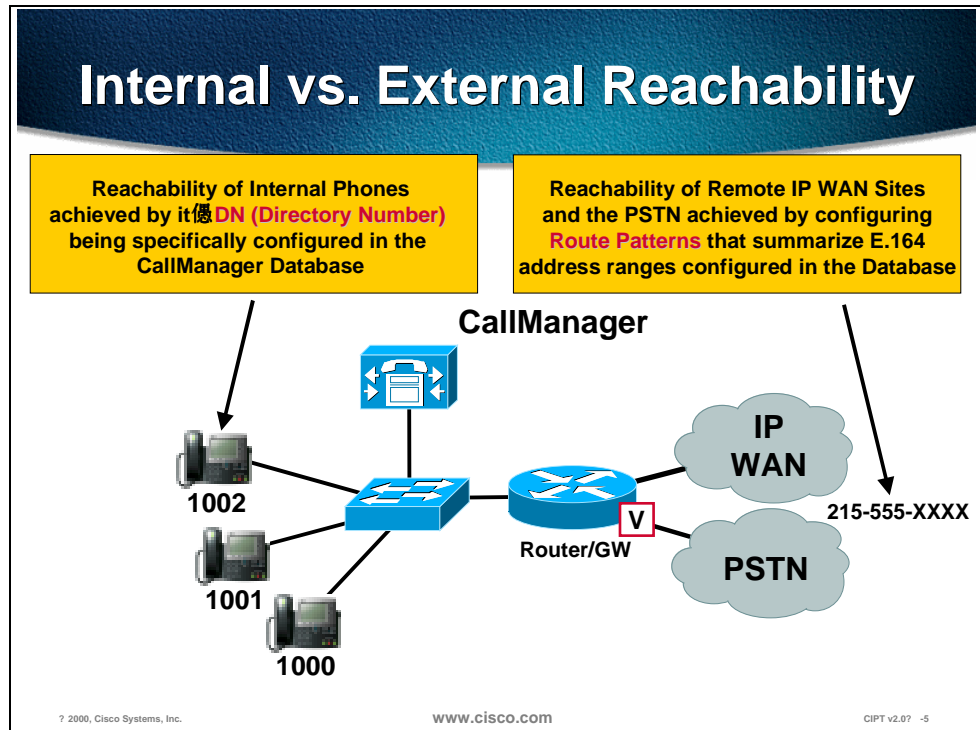 Internal vs. External Reachability
Reachability of Internal Phones
achieved by it僫 DN (Directory Number)
being specifically configured in the
CallManager Database
Reachability of Remote IP WAN Sites
and the PSTN achieved by configuring
Route Patterns that summarize E.164
address ranges configured in the Database
CallManager
IP
WAN
1002
V
215-555-XXXX
Router/GW
PSTN
1001
1000
? 2000, Cisco Systems, Inc.
www.cisco.com
CIPT v2.0? -5